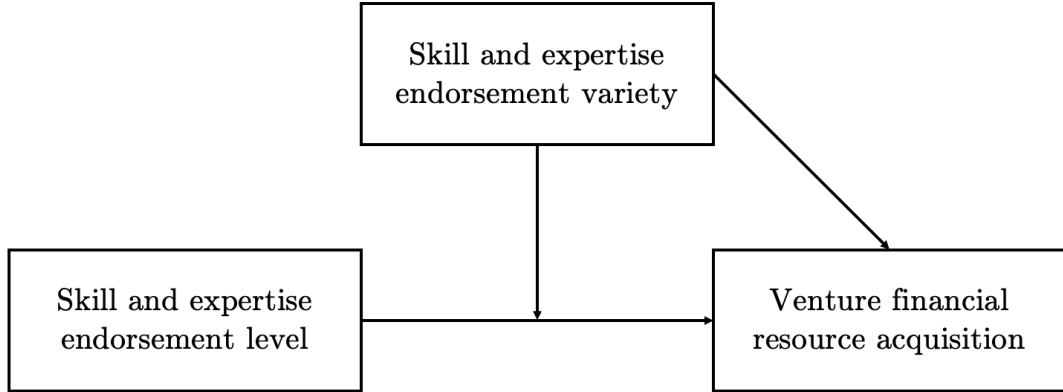 Skill and expertise
endorsement variety
Skill and expertise
endorsement level
Venture financial
resource acquisition